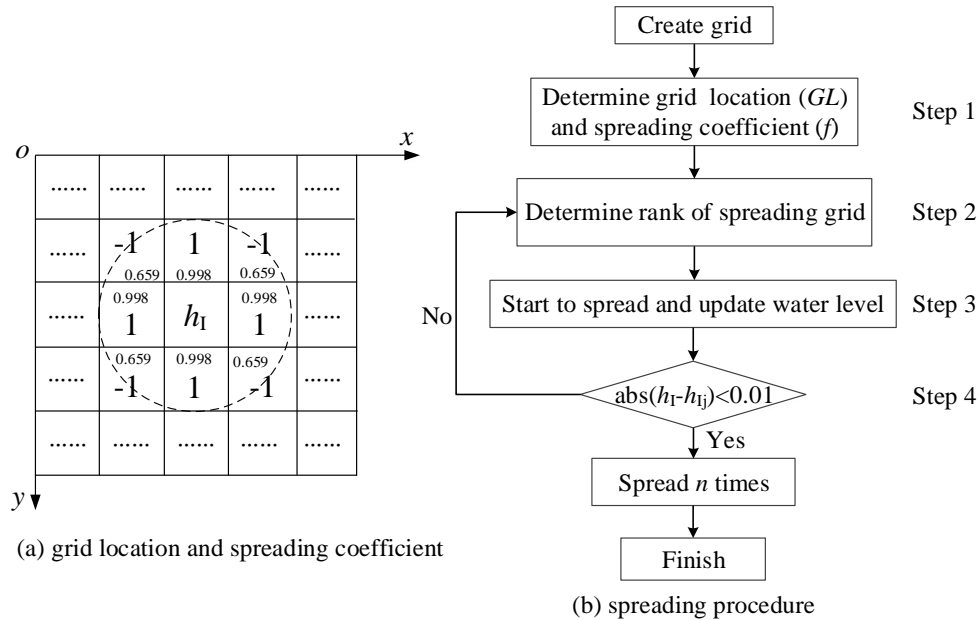 o
x
...... ...... ...... ...... ......
...... -1 1 -1 ......
0.659 0.998 0.659
0.998 0.998
...... 1 hI 1 ......
0.659 0.998 0.659
...... -1 1 -1 ......
...... ...... ...... ...... ......
y
(a) grid location and spreading coefficient
Create grid
Determine grid location (GL)
and spreading coefficient (f)
Step 1
Determine rank of spreading grid
Step 2
Start to spread and update water level
Step 3
No
abs(hI-hIj)<0.01
Step 4
Yes
Spread n times
Finish
(b) spreading procedure